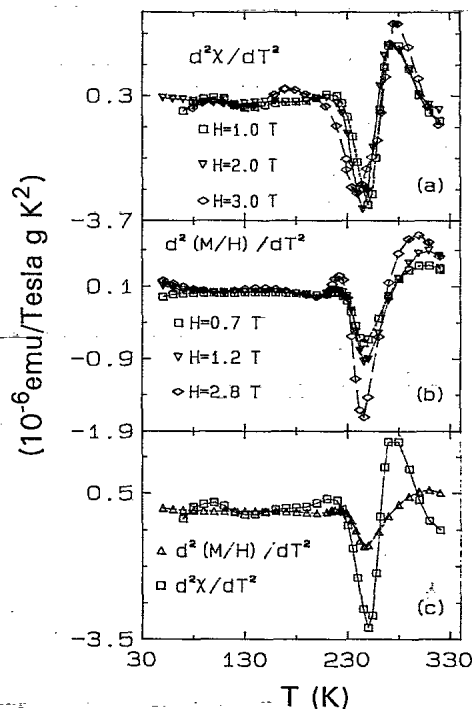 d²χ/dT²
0.3
H=1.0 T
H=2.0 T
H=3.0 T
(a)
-3.7
d² (M/H) /dT²
0.1
H=0.7 T
H=1.2 T
H=2.8 T
-0.9
(b)
-1.9
0.5
d² (M/H) /dT²
d²χ/dT²
(c)
-3.5
30
130
230
330
T (K)
(10⁻⁶emu/Tesla g K²)